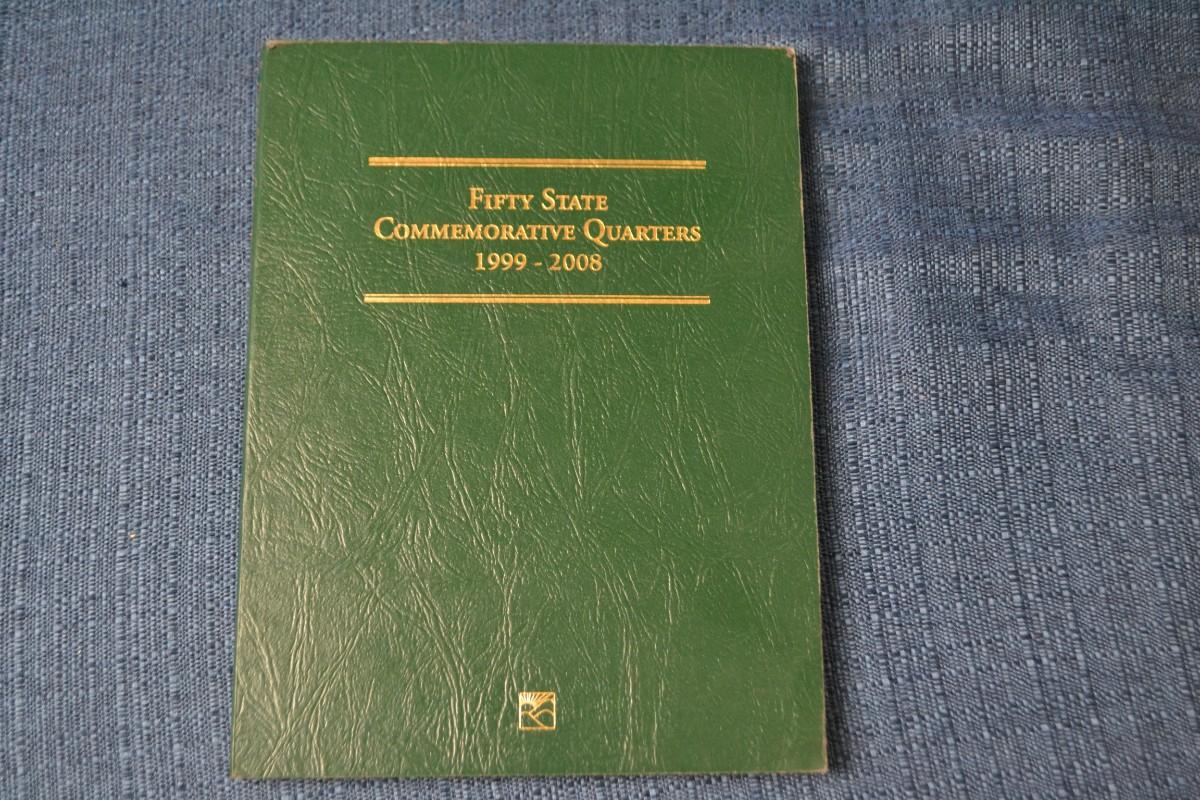 Fifty State
Commemorative Quarters
1999 - 2008